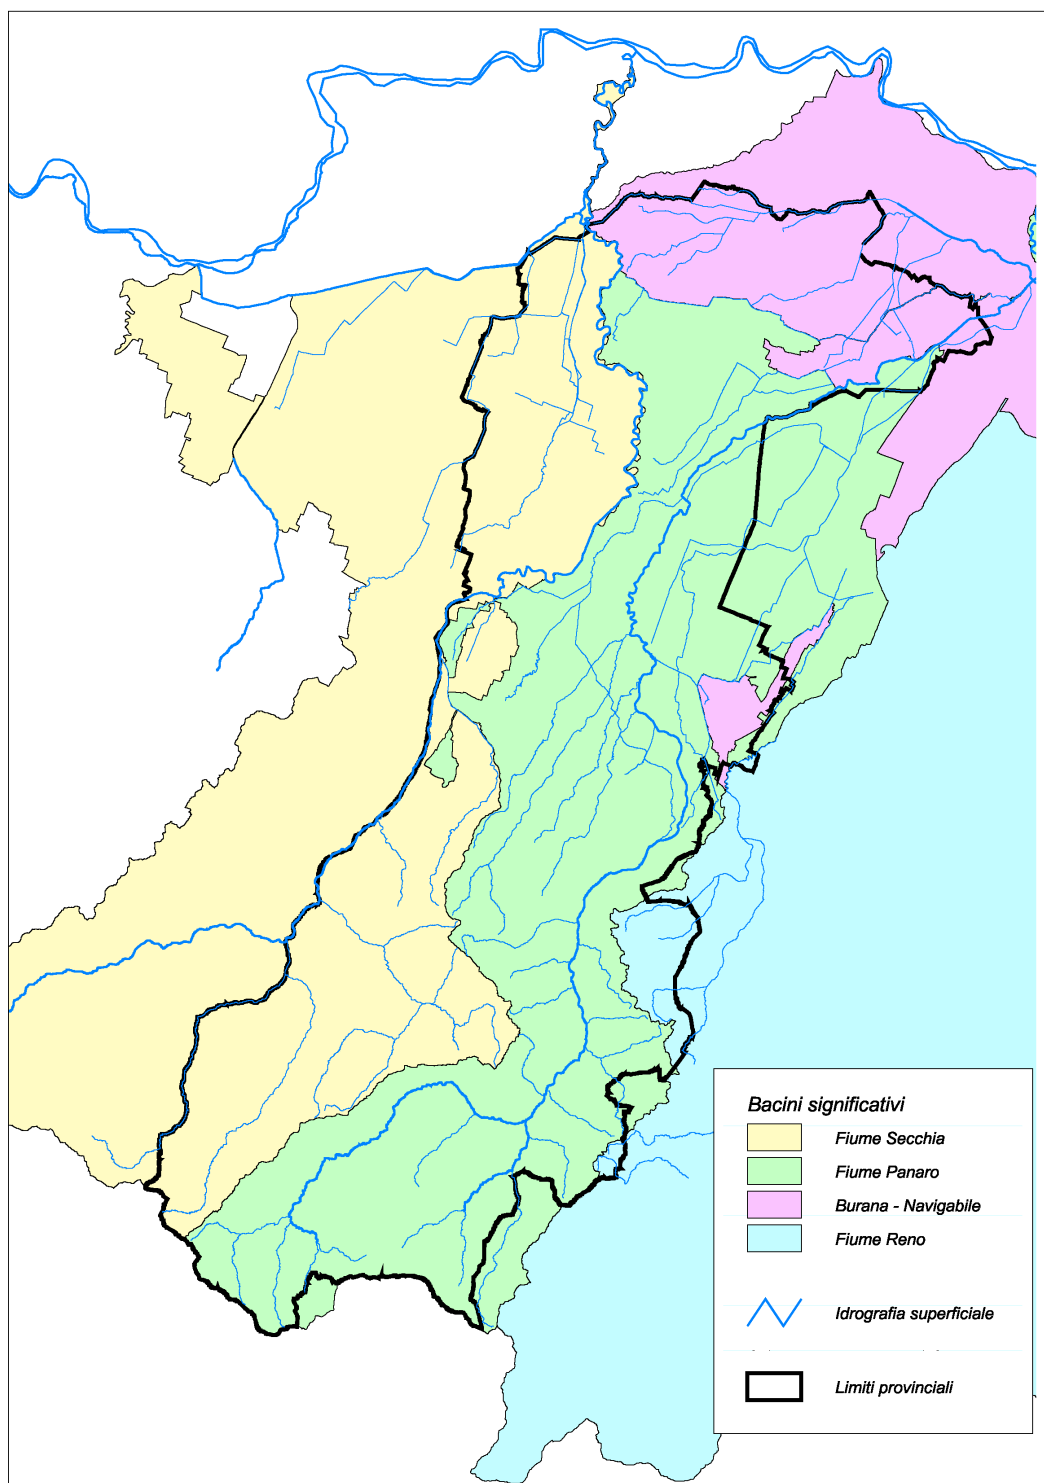 Bacini significativi
Fiume Secchia
Fiume Panaro
Burana - Navigabile
Fiume Reno
Idrografia superficiale
Limiti provinciali